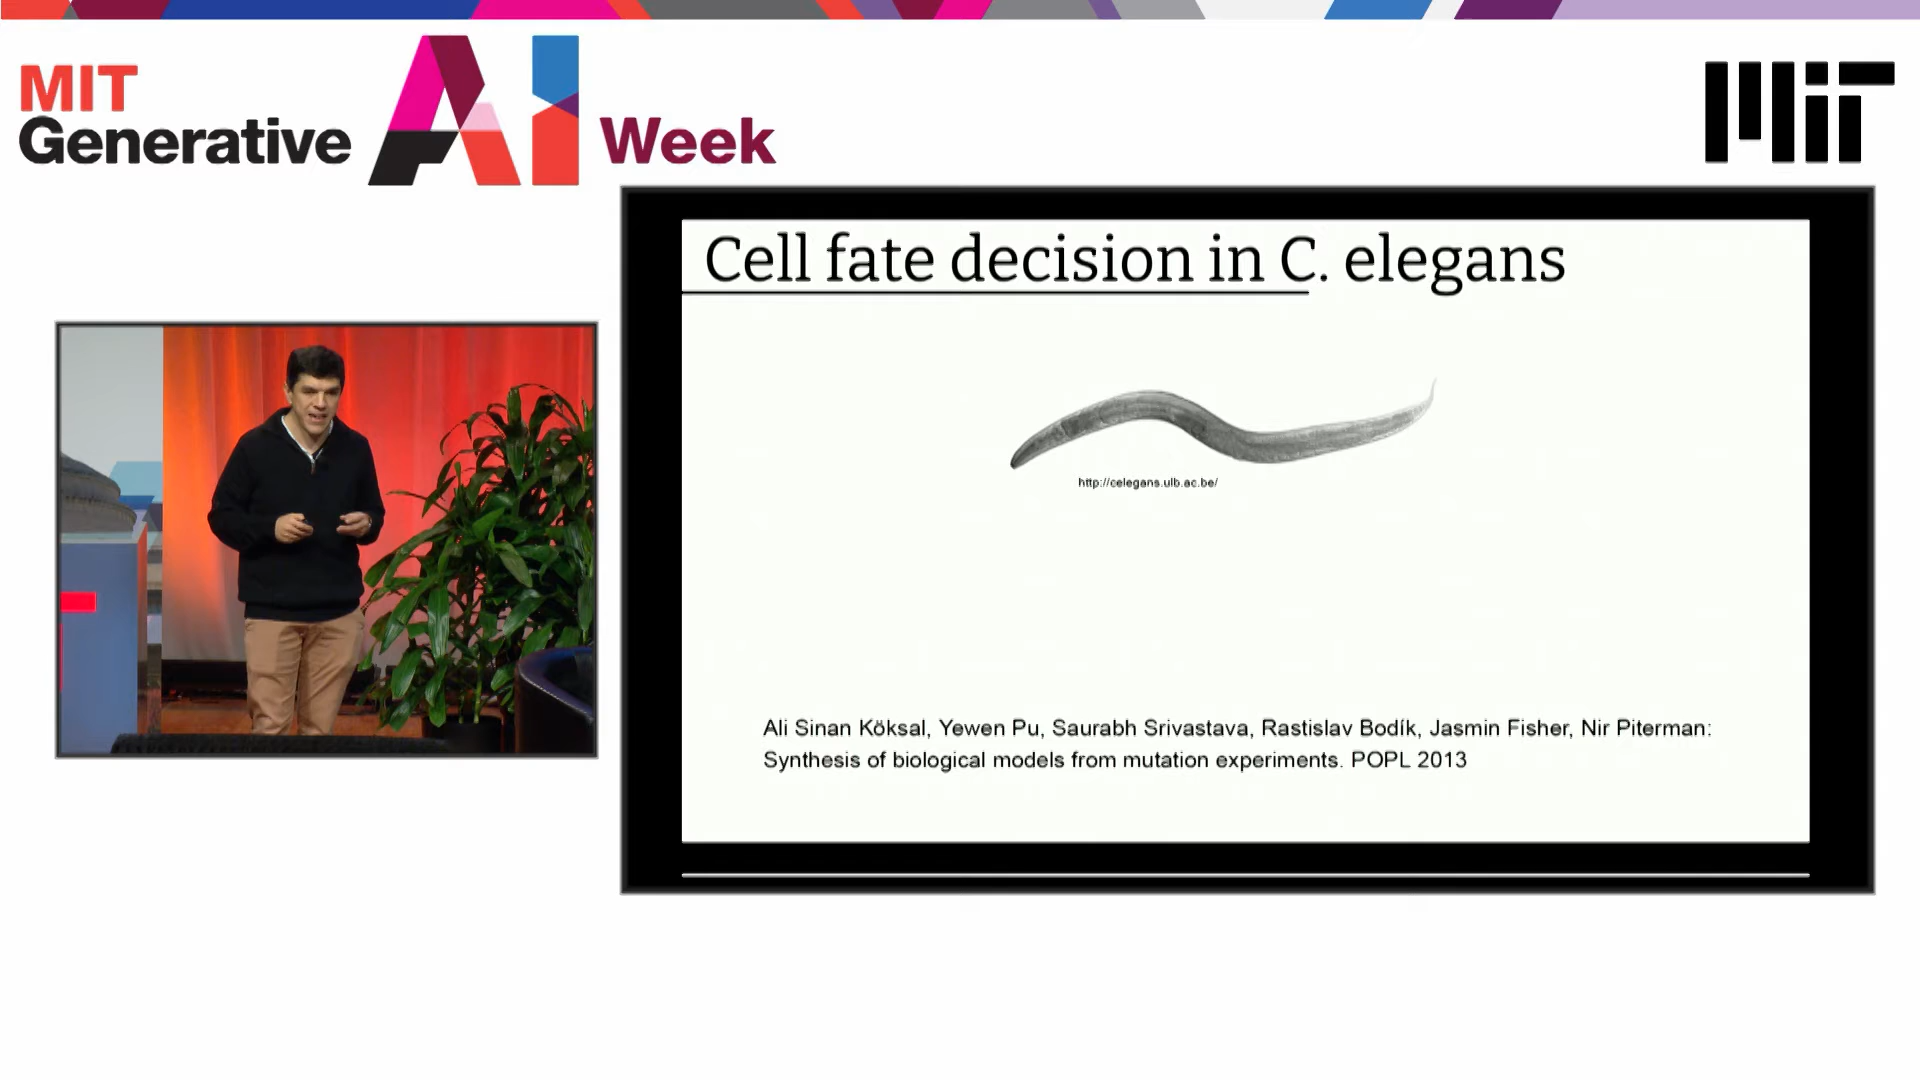 MIT
Generative AI Week
MIT
Cell fate decision in C. elegans
http://celegans.ulb.ac.be/
Ali Sinan Köksal, Yewen Pu, Saurabh Srivastava, Rastislav Bodík, Jasmin Fisher, Nir Piterman:
Synthesis of biological models from mutation experiments. POPL 2013